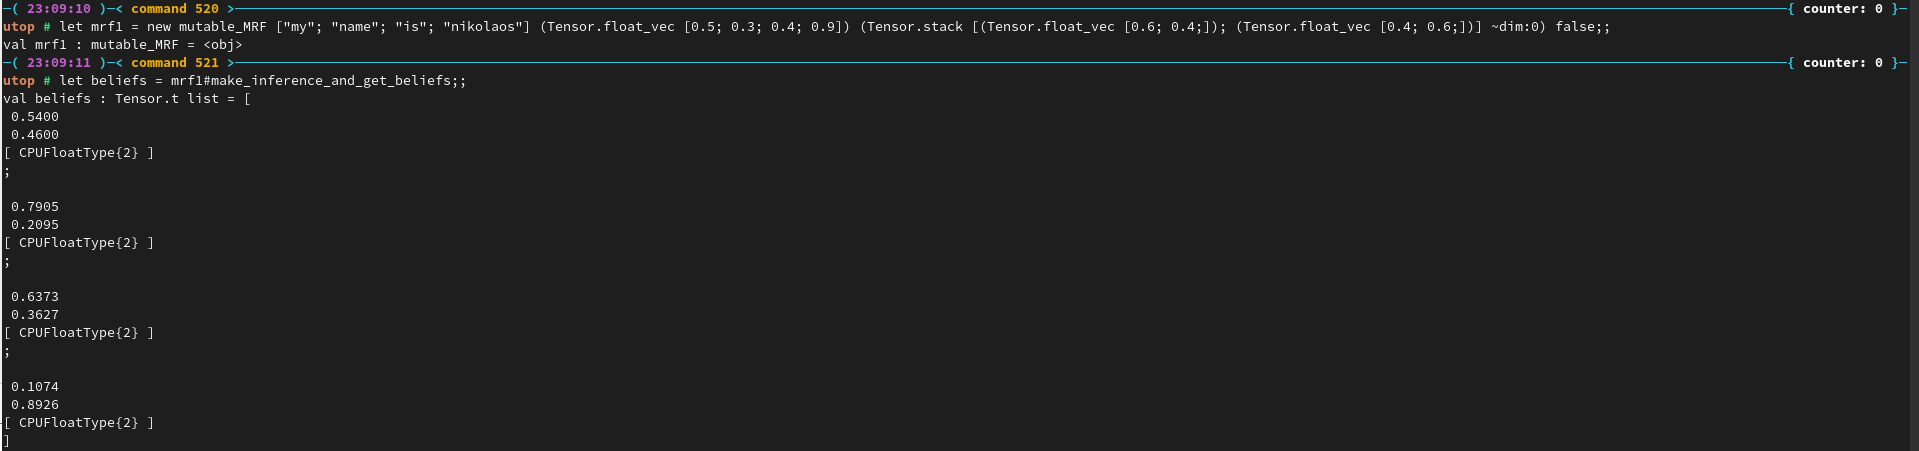 ─( 23:09:10 )─< command 520 >─{ counter: 0 }─
utop # let mrf1 = new mutable_MRF ["my"; "name"; "is"; "nikolaos"] (Tensor.float_vec [0.5; 0.3; 0.4; 0.9]) (Tensor.stack [(Tensor.float_vec [0.6; 0.4;]); (Tensor.float_vec [0.4; 0.6;])] ~dim:0) false;;
val mrf1 : mutable_MRF = <obj>
─( 23:09:11 )─< command 521 >─{ counter: 0 }─
utop # let beliefs = mrf1#make_inference_and_get_beliefs;;
val beliefs : Tensor.t list = [
0.5400
0.4600
[ CPUFloatType{2} ]
;
0.7905
0.2095
[ CPUFloatType{2} ]
;
0.6373
0.3627
[ CPUFloatType{2} ]
;
0.1074
0.8926
[ CPUFloatType{2} ]
]